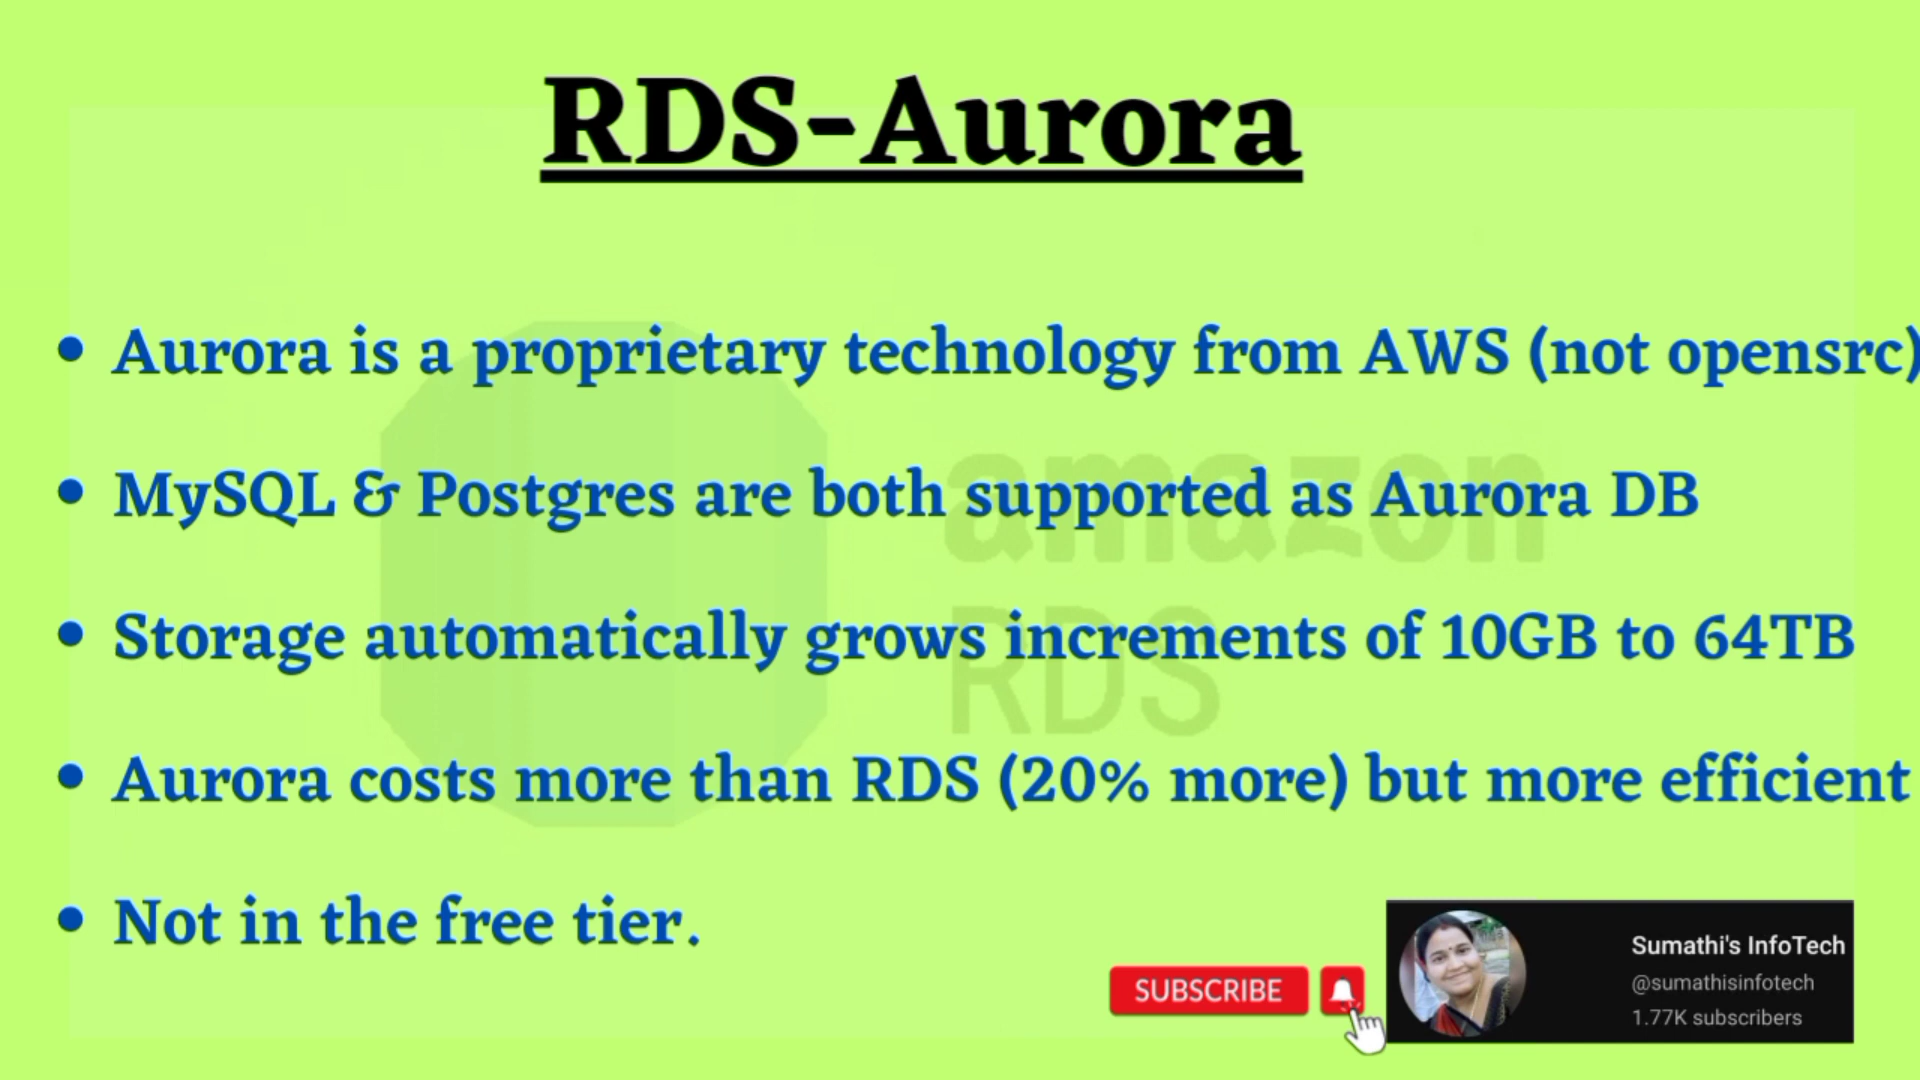 RDS-Aurora
• Aurora is a proprietary technology from AWS (not opensrc)
• MySQL & Postgres are both supported as Aurora DB
• Storage automatically grows increments of 10GB to 64TB
• Aurora costs more than RDS (20% more) but more efficient
• Not in the free tier.
amazon
RDS
SUBSCRIBE
Sumathi's InfoTech
@sumathisinfotech
1.77K subscribers